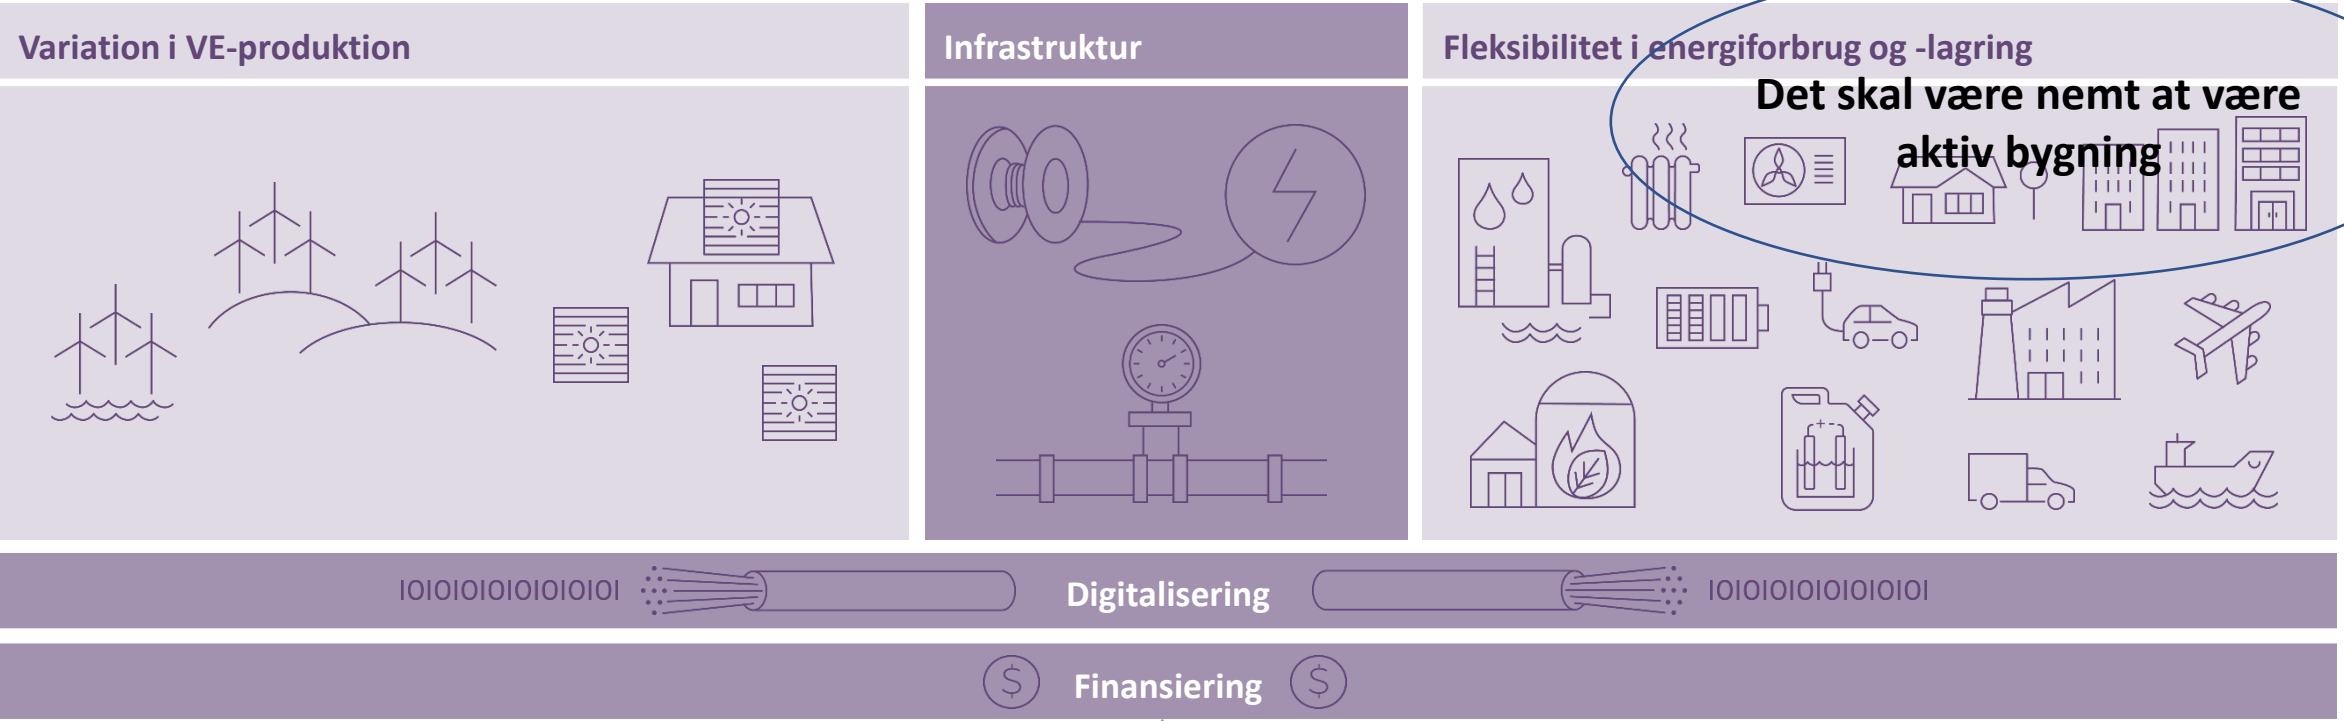 Variation i VE-produktion
Infrastruktur
Fleksibilitet i energiforbrug og -lagring
Det skal være nemt at være
aktiv bygning
IOIOIOIOIOIOIOIOI
Digitalisering
IOIOIOIOIOIOIOIOI
$
Finansiering
$